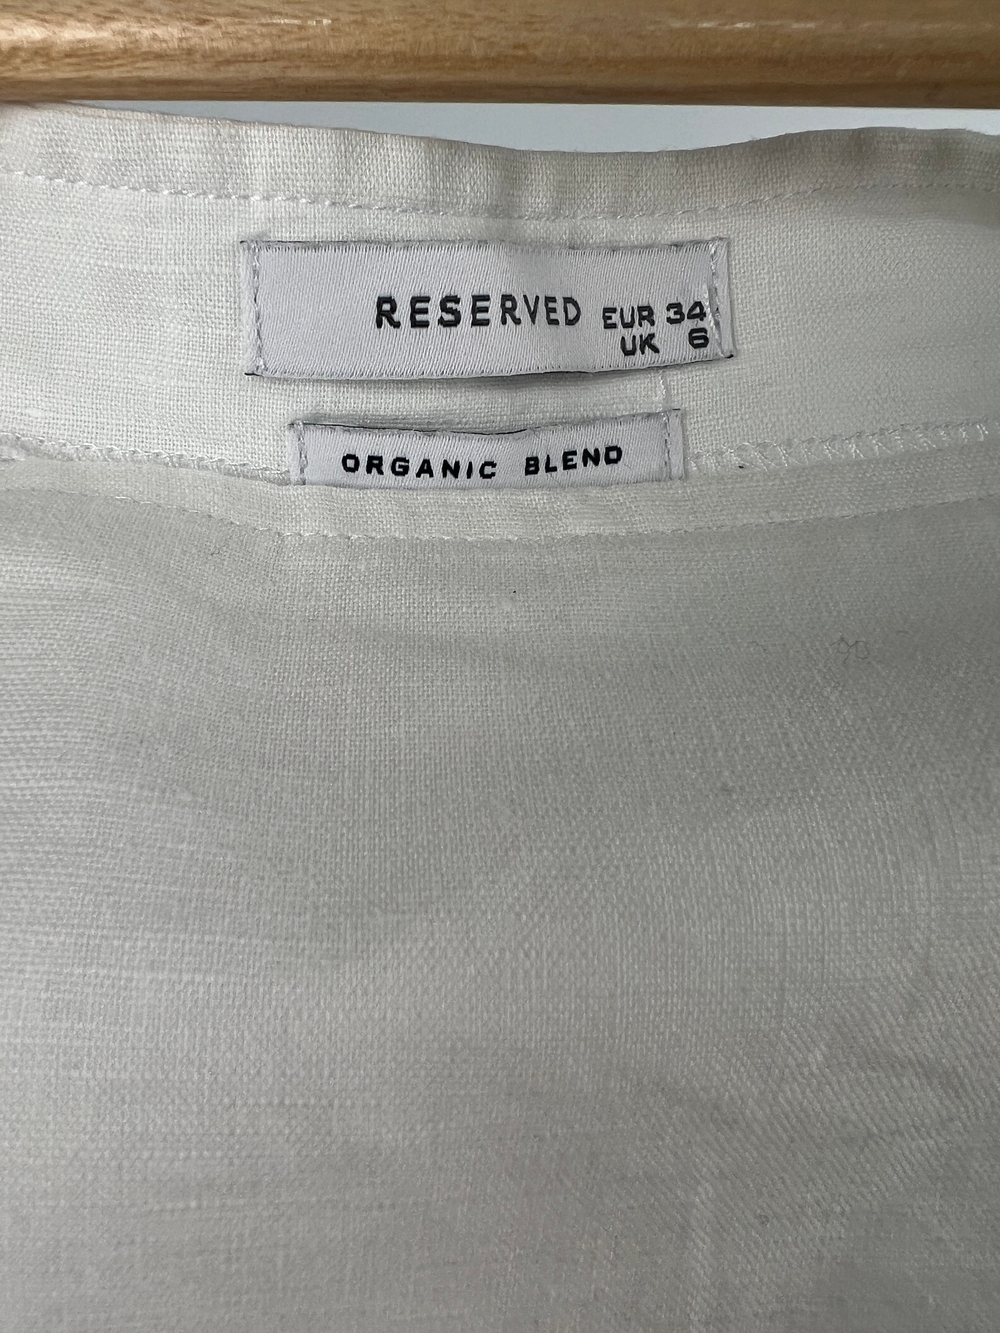 RESERVED EUR 34
UK 6
ORGANIC BLEND